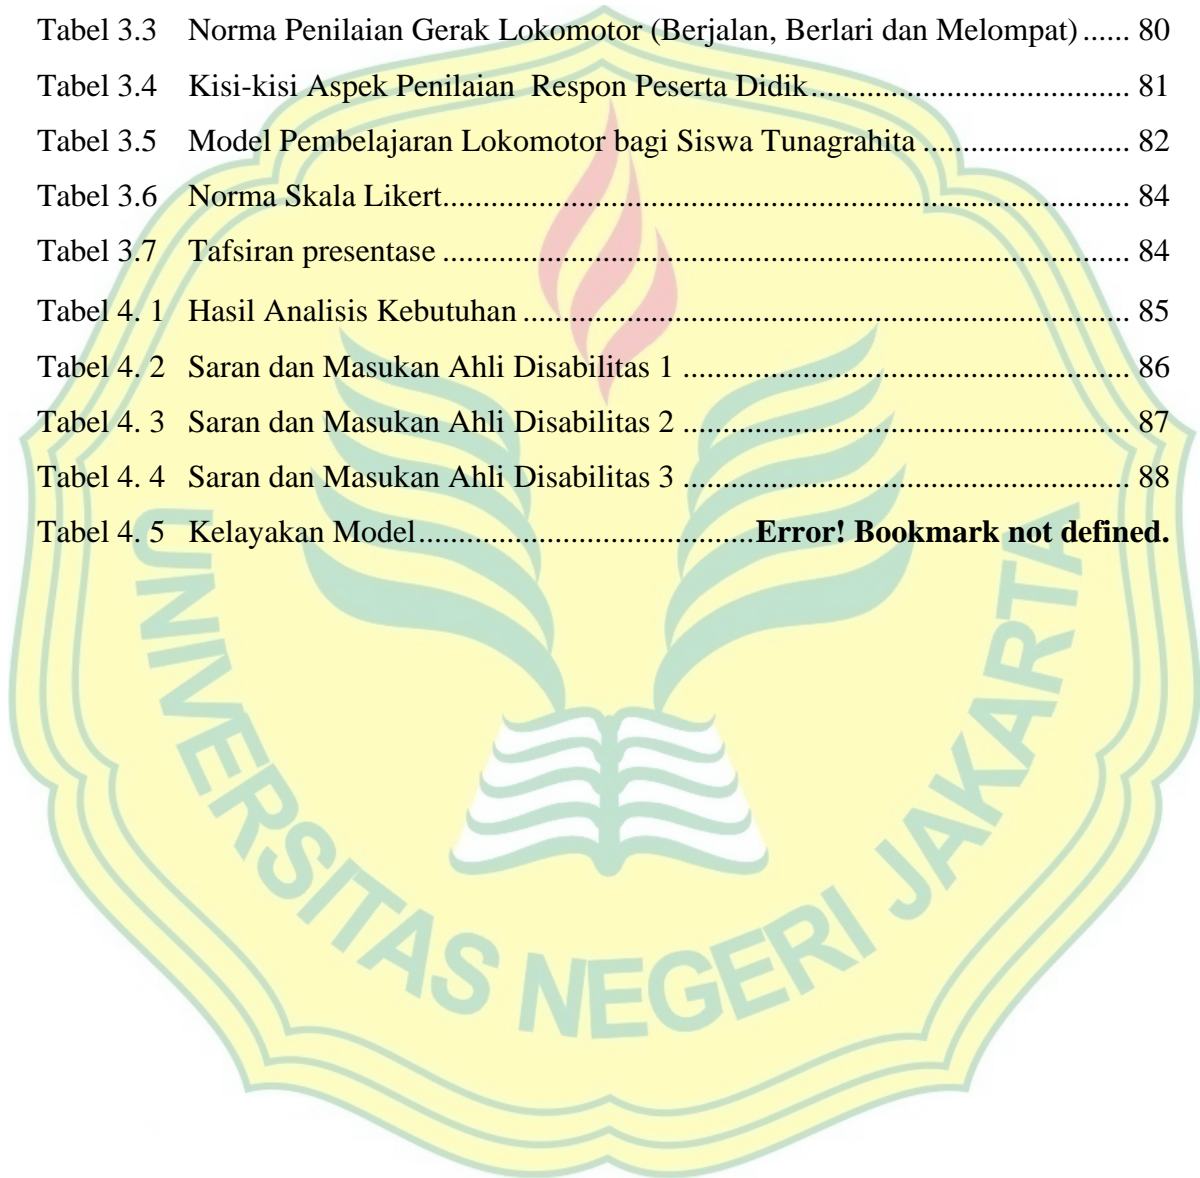 Tabel 3.3 Norma Penilaian Gerak Lokomotor (Berjalan, Berlari dan Melompat) ...... 80
Tabel 3.4 Kisi-kisi Aspek Penilaian Respon Peserta Didik........................................ 81
Tabel 3.5 Model Pembelajaran Lokomotor bagi Siswa Tunagrahita .......................... 82
Tabel 3.6 Norma Skala Likert...................................................................................... 84
Tabel 3.7 Tafsiran presentase ...................................................................................... 84
Tabel 4. 1 Hasil Analisis Kebutuhan ............................................................................ 85
Tabel 4. 2 Saran dan Masukan Ahli Disabilitas 1 ........................................................ 86
Tabel 4. 3 Saran dan Masukan Ahli Disabilitas 2 ........................................................ 87
Tabel 4. 4 Saran dan Masukan Ahli Disabilitas 3 ........................................................ 88
Tabel 4. 5 Kelayakan Model..........................................Error! Bookmark not defined.
UNIVERSITAS NEGERI JAKARTA